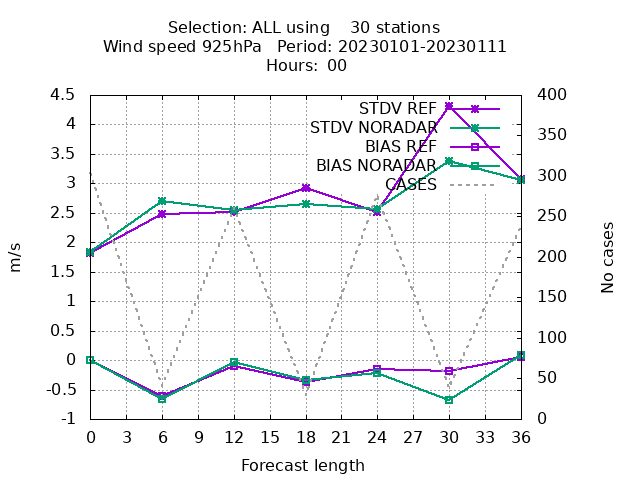 Selection: ALL using    30 stations
Wind speed 925hPa   Period: 20230101-20230111
Hours: 00
STDV REF
STDV NORADAR
BIAS REF
BIAS NORADAR
CASES
4.5
4
3.5
3
2.5
2
1.5
1
0.5
0
-0.5
-1
m/s
400
350
300
250
200
150
100
50
0
No cases
0 3 6 9 12 15 18 21 24 27 30 33 36
Forecast length